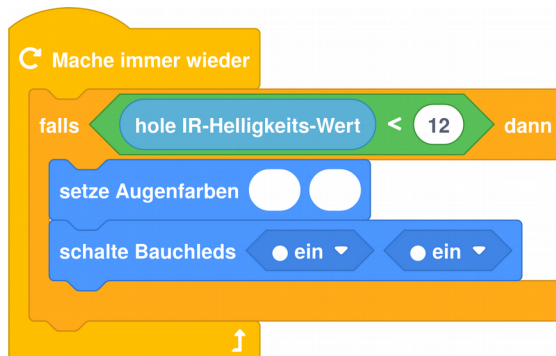 Mache immer wieder
falls hole IR-Helligkeits-Wert < 12 dann
setze Augenfarben
schalte Bauchleds ein ein